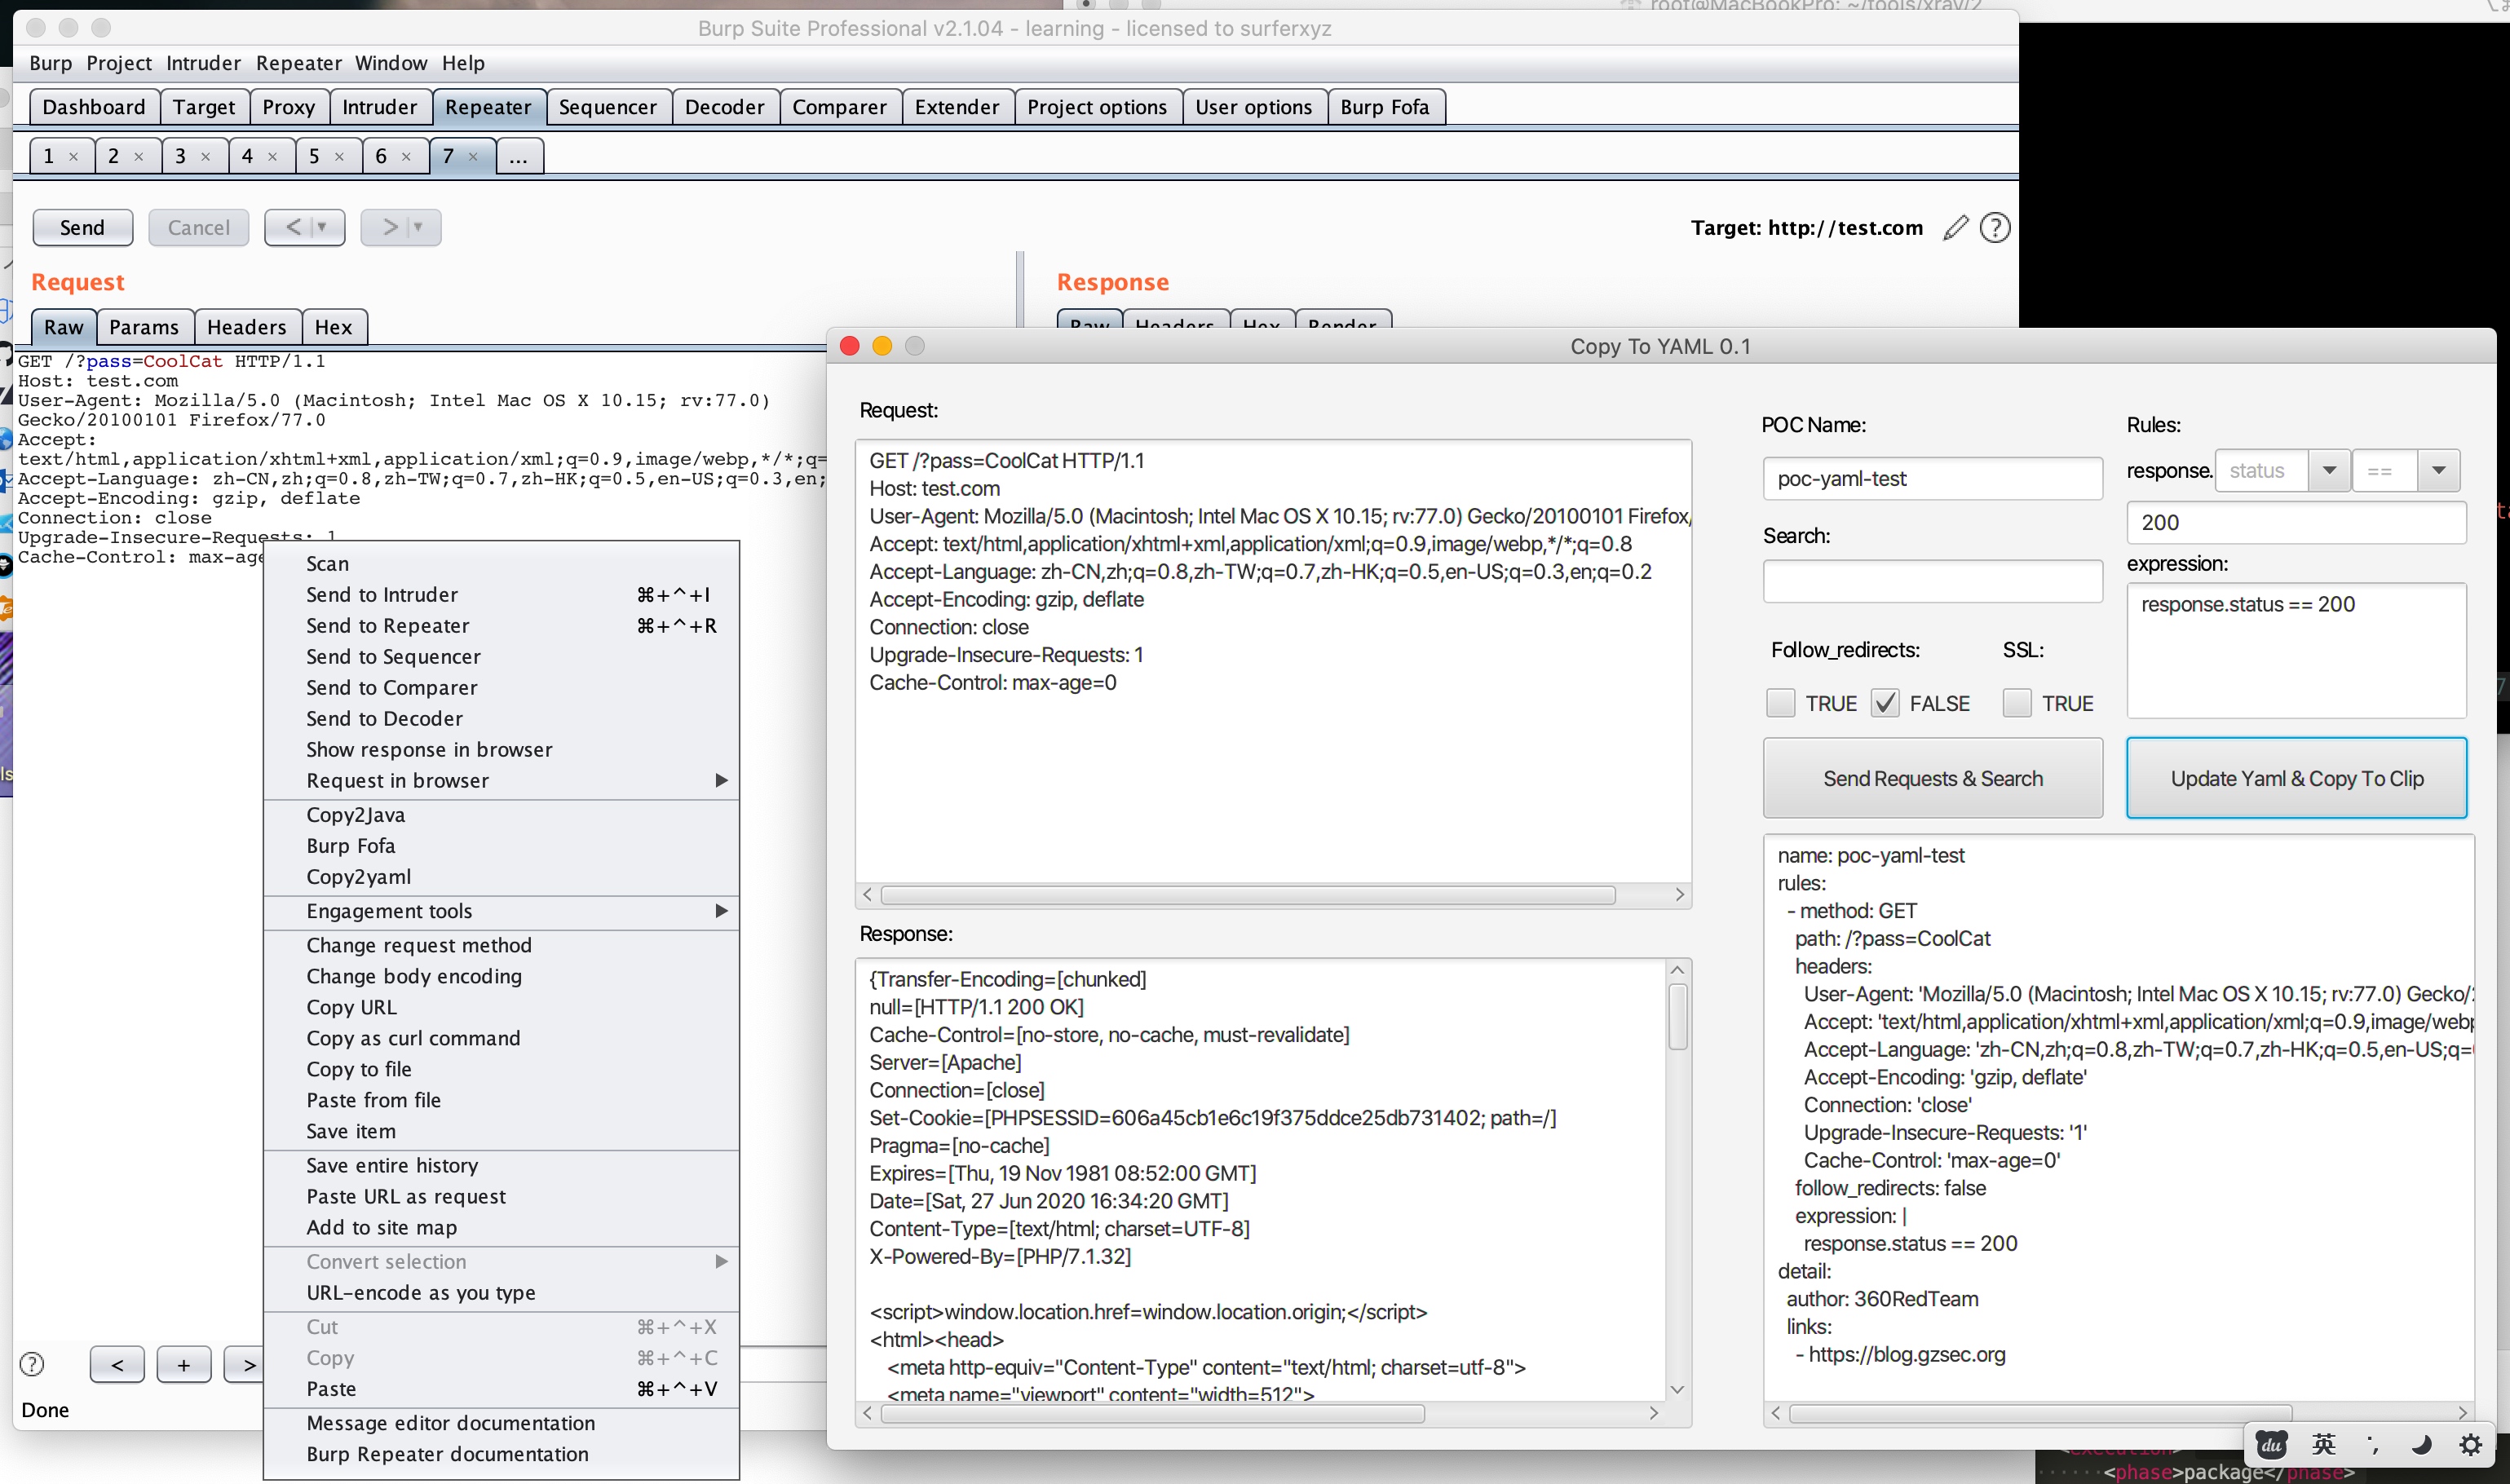 root@MacBookPro: ~/tools/xray/2
Burp Suite Professional v2.1.04 - learning - licensed to surferxyz
Burp Project Intruder Repeater Window Help
Dashboard Target Proxy Intruder Repeater Sequencer Decoder Comparer Extender Project options User options Burp Fofa
1 × 2 × 3 × 4 × 5 × 6 × 7 × ...
Send Cancel < ▼ > ▼ Target: http://test.com ?
Request
Raw Params Headers Hex
GET /?pass=CoolCat HTTP/1.1
Host: test.com
User-Agent: Mozilla/5.0 (Macintosh; Intel Mac OS X 10.15; rv:77.0)
Gecko/20100101 Firefox/77.0
Accept:
text/html,application/xhtml+xml,application/xml;q=0.9,image/webp,*/*;q=
Accept-Language: zh-CN,zh;q=0.8,zh-TW;q=0.7,zh-HK;q=0.5,en-US;q=0.3,en;
Accept-Encoding: gzip, deflate
Connection: close
Upgrade-Insecure-Requests: 1
Cache-Control: max-age
Scan
Send to Intruder ⌘+^+I
Send to Repeater ⌘+^+R
Send to Sequencer
Send to Comparer
Send to Decoder
Show response in browser
Request in browser ▶
Copy2Java
Burp Fofa
Copy2yaml
Engagement tools ▶
Change request method
Change body encoding
Copy URL
Copy as curl command
Copy to file
Paste from file
Save item
Save entire history
Paste URL as request
Add to site map
Convert selection ▶
URL-encode as you type
Cut ⌘+^+X
Copy ⌘+^+C
Paste ⌘+^+V
Message editor documentation
Burp Repeater documentation
? < + >
Done
Response
Raw Headers Hex Render
Copy To YAML 0.1
Request:
GET /?pass=CoolCat HTTP/1.1
Host: test.com
User-Agent: Mozilla/5.0 (Macintosh; Intel Mac OS X 10.15; rv:77.0) Gecko/20100101 Firefox/
Accept: text/html,application/xhtml+xml,application/xml;q=0.9,image/webp,*/*;q=0.8
Accept-Language: zh-CN,zh;q=0.8,zh-TW;q=0.7,zh-HK;q=0.5,en-US;q=0.3,en;q=0.2
Accept-Encoding: gzip, deflate
Connection: close
Upgrade-Insecure-Requests: 1
Cache-Control: max-age=0
Response:
{Transfer-Encoding=[chunked]
null=[HTTP/1.1 200 OK]
Cache-Control=[no-store, no-cache, must-revalidate]
Server=[Apache]
Connection=[close]
Set-Cookie=[PHPSESSID=606a45cb1e6c19f375ddce25db731402; path=/]
Pragma=[no-cache]
Expires=[Thu, 19 Nov 1981 08:52:00 GMT]
Date=[Sat, 27 Jun 2020 16:34:20 GMT]
Content-Type=[text/html; charset=UTF-8]
X-Powered-By=[PHP/7.1.32]
<script>window.location.href=window.location.origin;</script>
<html><head>
<meta http-equiv="Content-Type" content="text/html; charset=utf-8">
<meta name="viewport" content="width=512">
POC Name:
poc-yaml-test
Search:
Follow_redirects: SSL:
TRUE FALSE TRUE
Send Requests & Search
Rules:
response. status ==
200
expression:
response.status == 200
Update Yaml & Copy To Clip
name: poc-yaml-test
rules:
- method: GET
path: /?pass=CoolCat
headers:
User-Agent: 'Mozilla/5.0 (Macintosh; Intel Mac OS X 10.15; rv:77.0) Gecko/
Accept: 'text/html,application/xhtml+xml,application/xml;q=0.9,image/webp
Accept-Language: 'zh-CN,zh;q=0.8,zh-TW;q=0.7,zh-HK;q=0.5,en-US;q=
Accept-Encoding: 'gzip, deflate'
Connection: 'close'
Upgrade-Insecure-Requests: '1'
Cache-Control: 'max-age=0'
follow_redirects: false
expression: |
response.status == 200
detail:
author: 360RedTeam
links:
- https://blog.gzsec.org
du 英
<execution>
<phase>package</phase>